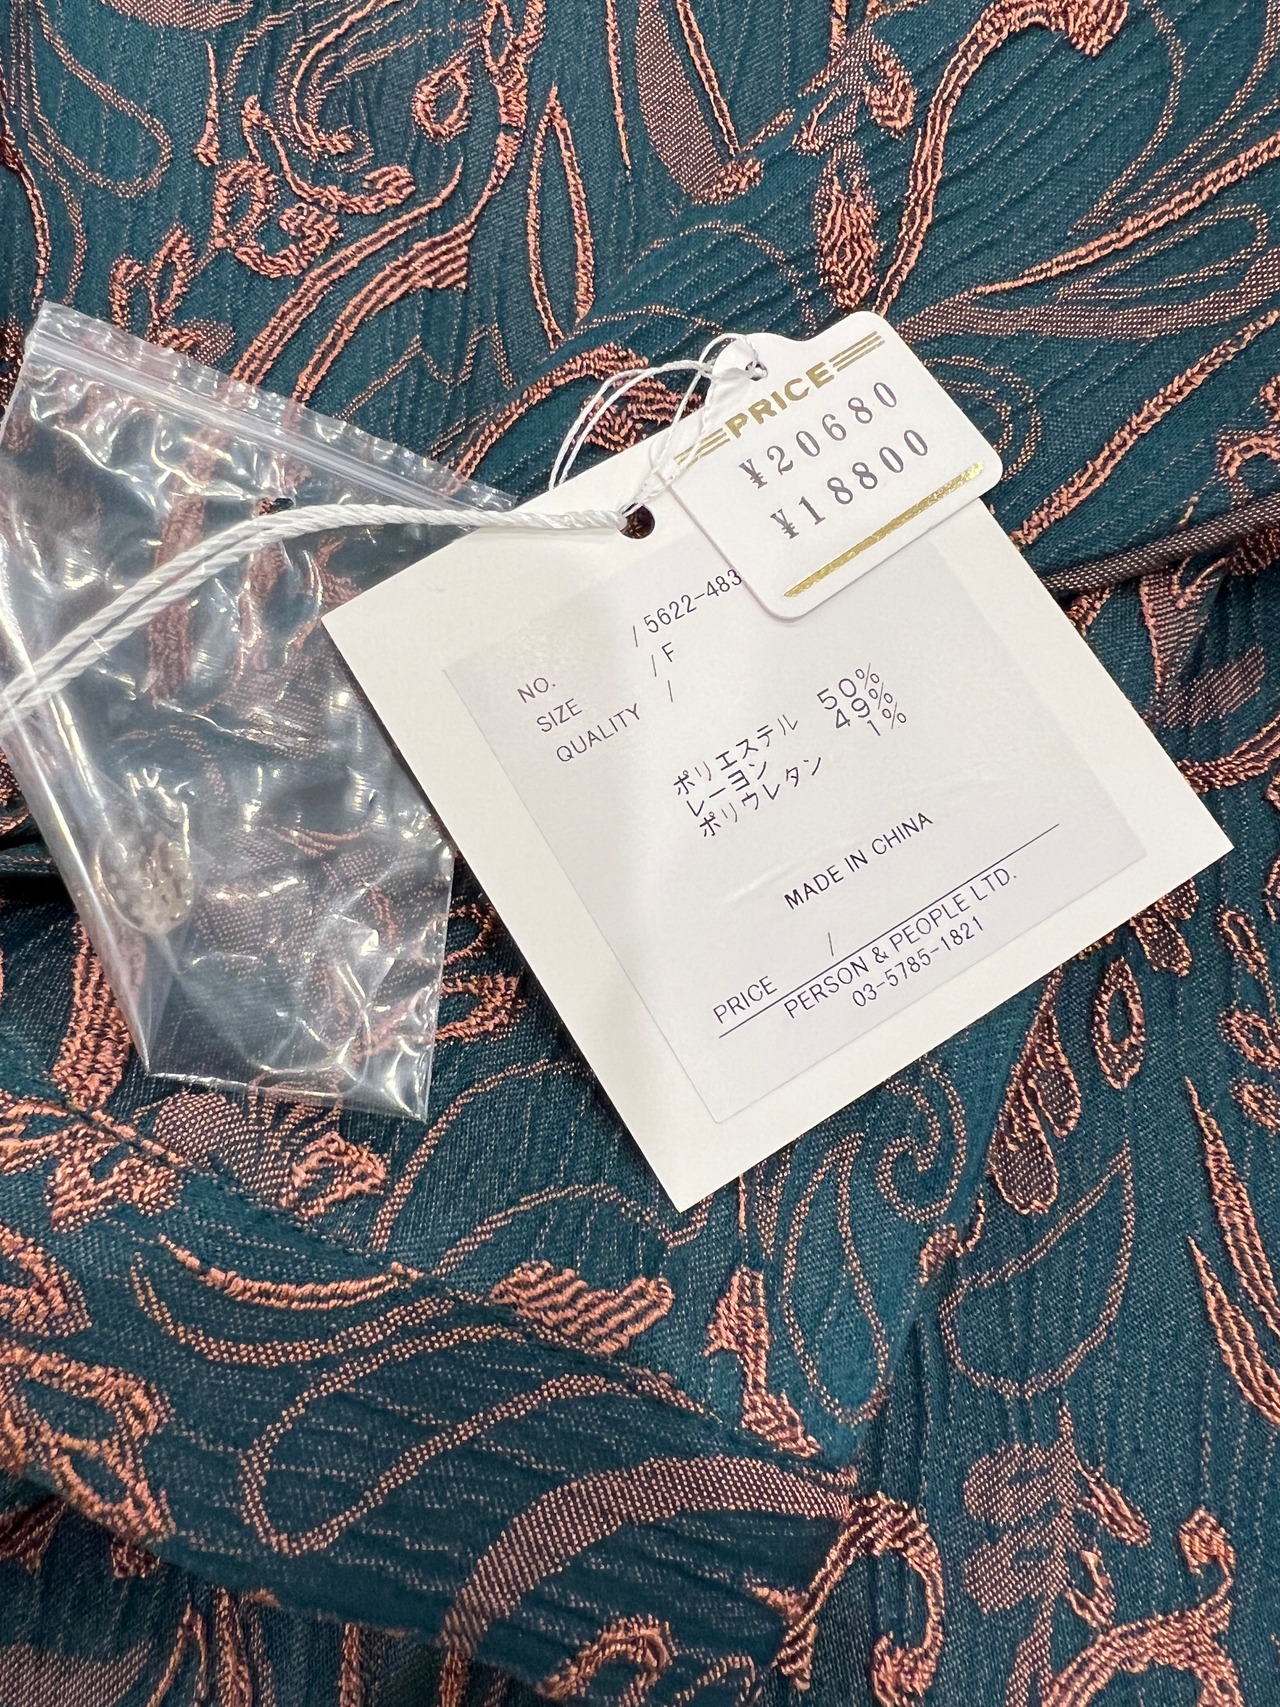 PRICE
¥20680
¥18800
NO. / 5622-483
SIZE / F
QUALITY /
ポリエステル 50%
レーヨン 49%
ポリウレタン 1%
MADE IN CHINA
PRICE /
PERSON & PEOPLE LTD.
03-5785-1821